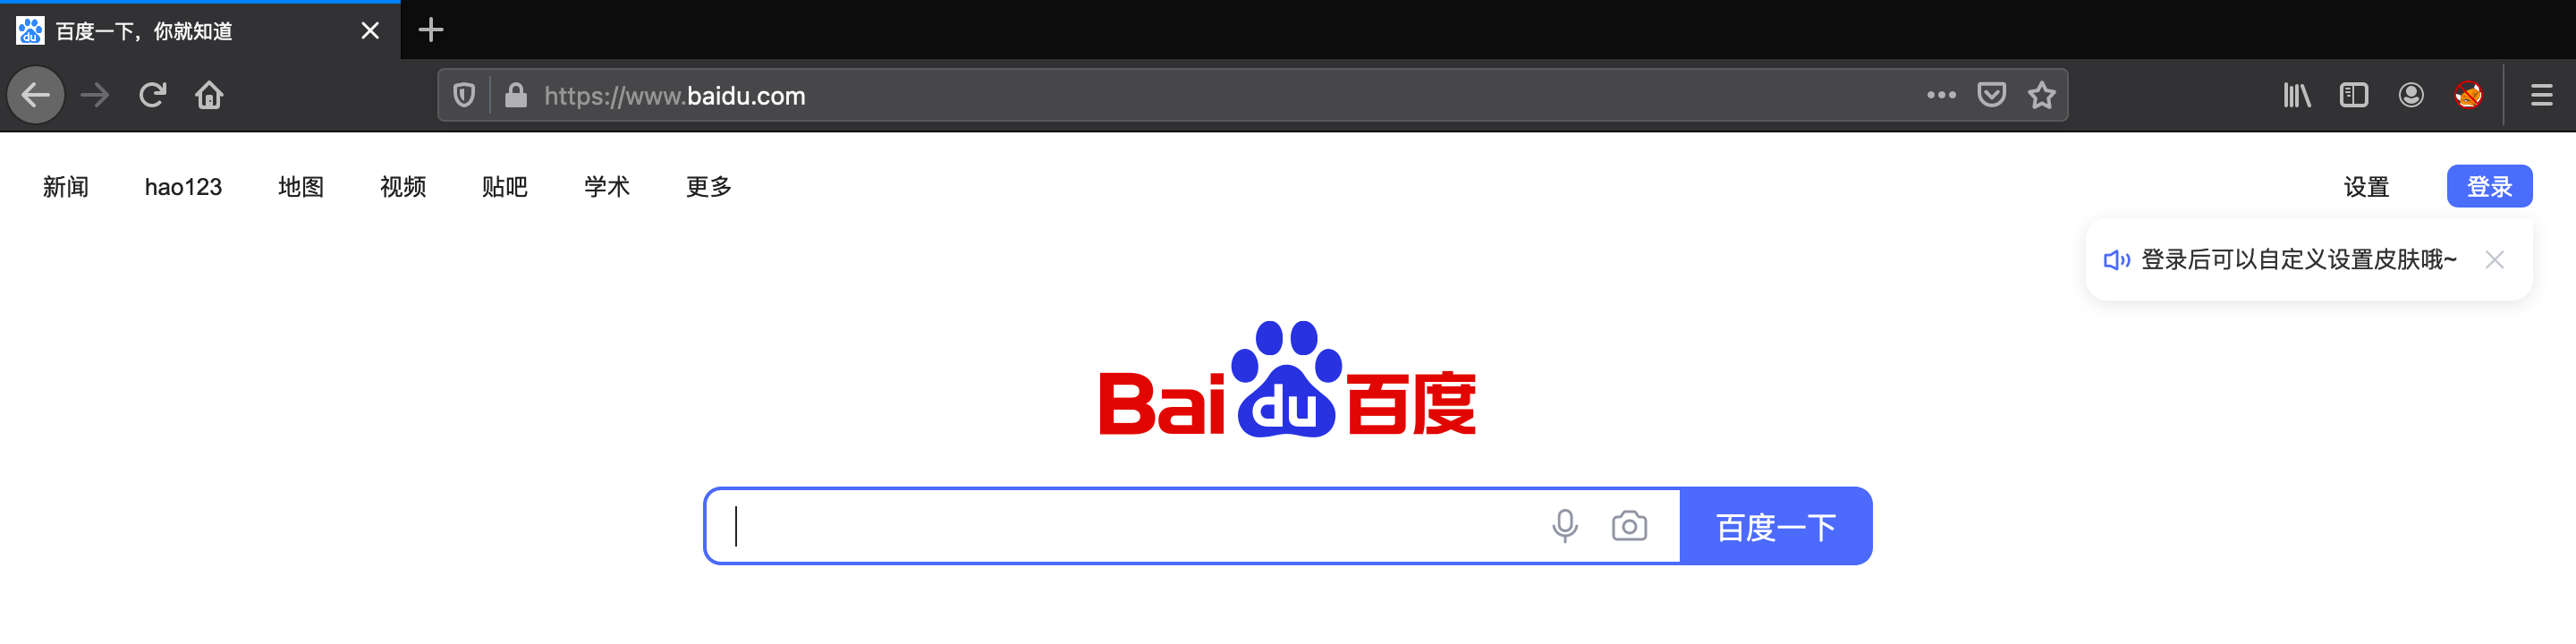 百度一下，你就知道
https://www.baidu.com
新闻 hao123 地图 视频 贴吧 学术 更多 设置 登录
登录后可以自定义设置皮肤哦~
Bai du 百度
百度一下